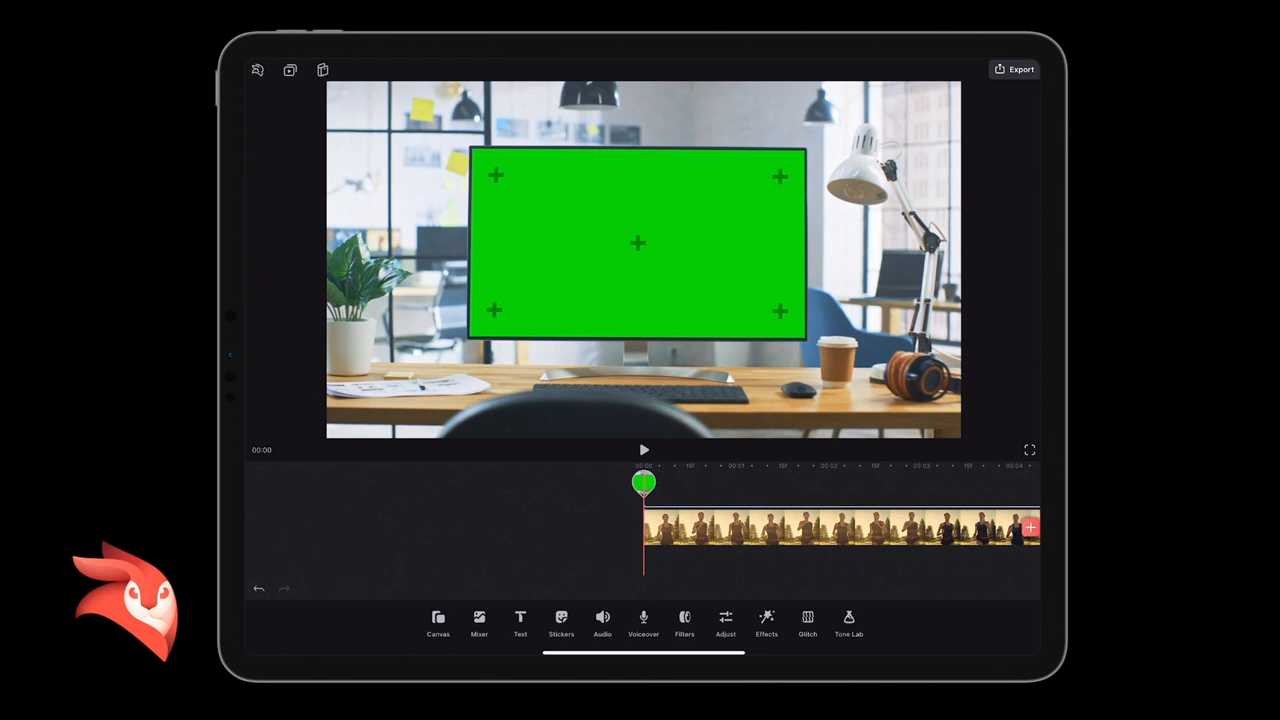 Export
00:00
00:00 15f 00:01 15f 00:02 15f 00:03 15f 00:04
Canvas Mixer Text Stickers Audio Voiceover Filters Adjust Effects Glitch Tone Lab